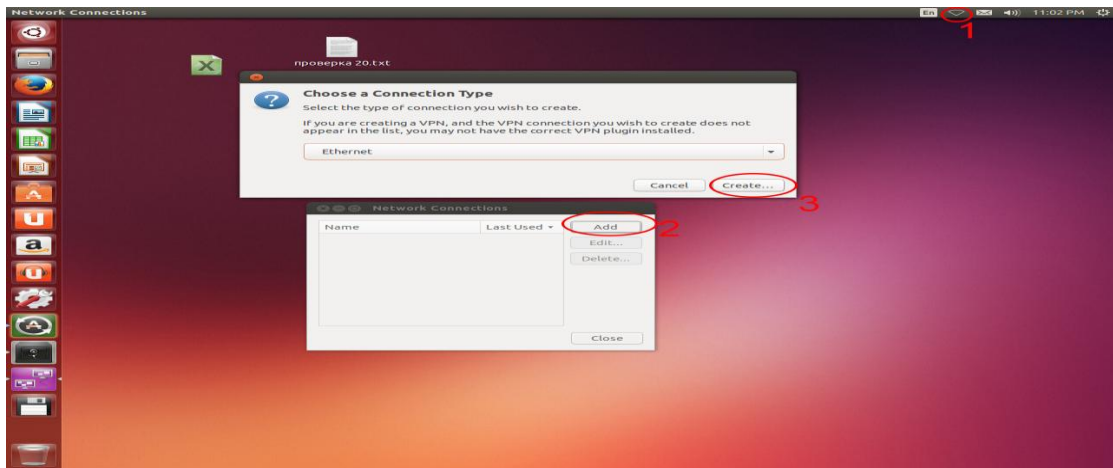 Network Connections
En
11:02 PM
1
проверка 20.txt
Choose a Connection Type
Select the type of connection you wish to create.
If you are creating a VPN, and the VPN connection you wish to create does not
appear in the list, you may not have the correct VPN plugin installed.
Ethernet
Cancel
Create...
3
Network Connections
Name
Last Used
Add
2
Edit...
Delete...
Close